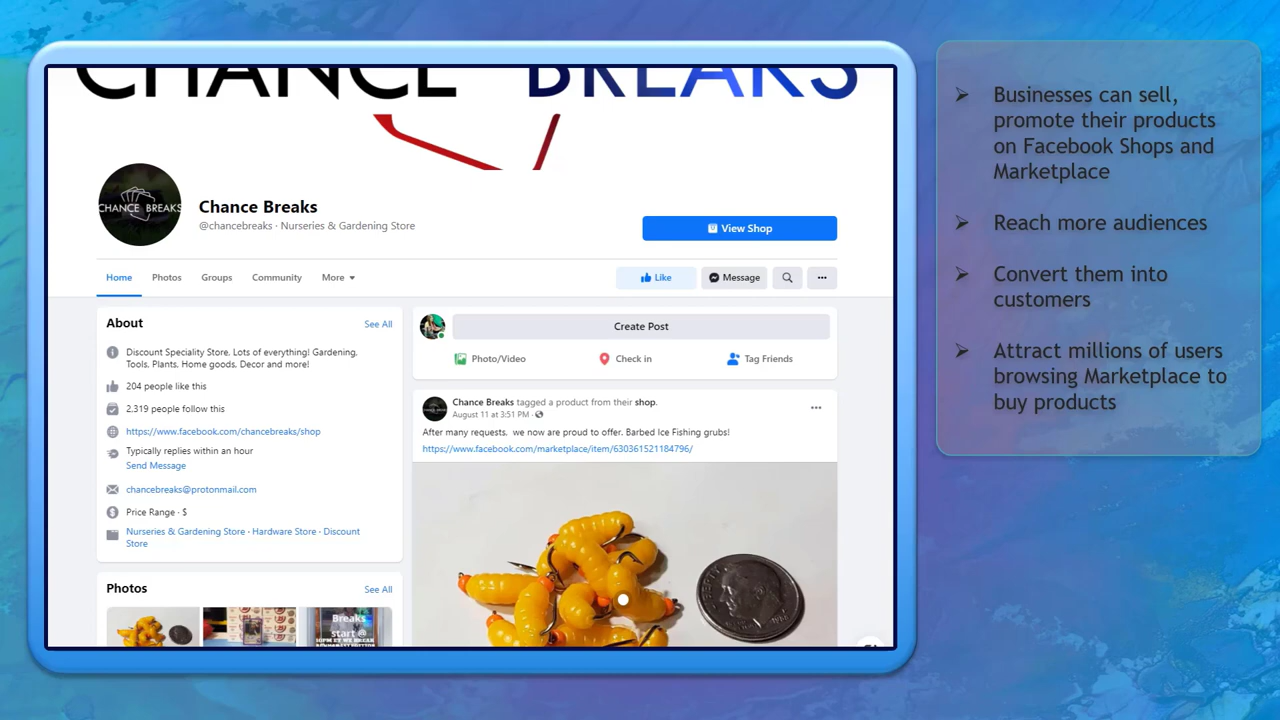 CHANCE BREAKS
CHANCE BREAKS
Chance Breaks
@chancebreaks · Nurseries & Gardening Store
View Shop
Home
Photos
Groups
Community
More
Like
Message
About
See All
Discount Speciality Store, Lots of everything! Gardening,
Tools, Plants, Home goods, Decor and more!
204 people like this
2,319 people follow this
https://www.facebook.com/chancebreaks/shop
Typically replies within an hour
Send Message
chancebreaks@protonmail.com
Price Range · $
Nurseries & Gardening Store · Hardware Store · Discount
Store
Photos
See All
Breaks
start @
10PM ET WE BREAK
Create Post
Photo/Video
Check in
Tag Friends
Chance Breaks tagged a product from their shop.
August 11 at 3:51 PM ·
After many requests, we now are proud to offer, Barbed Ice Fishing grubs!
https://www.facebook.com/marketplace/item/630361521184796/
Businesses can sell,
promote their products
on Facebook Shops and
Marketplace
Reach more audiences
Convert them into
customers
Attract millions of users
browsing Marketplace to
buy products